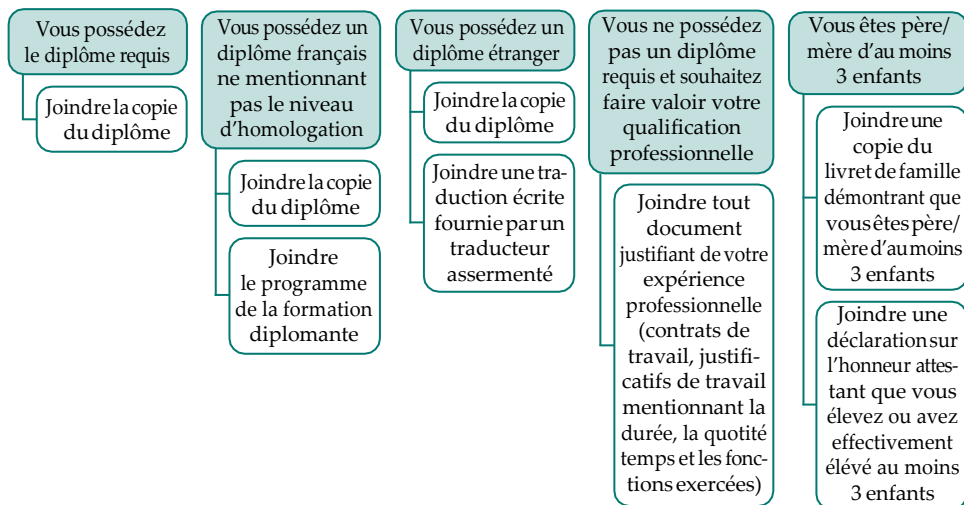 Vous possédez
le diplôme requis
Joindre la copie
du diplôme
Vous possédez un
diplôme français
ne mentionnant
pas le niveau
d'homologation
Joindre la copie
du diplôme
Joindre
le programme
de la formation
diplomante
Vous possédez un
diplôme étranger
Joindre la copie
du diplôme
Joindre une tra-
duction écrite
fournie par un
traducteur
assermenté
Vous ne possédez
pas un diplôme
requis et souhaitez
faire valoir votre
qualification
professionnelle
Joindre tout
document
justifiant de votre
expérience
professionnelle
(contrats de
travail, justifi-
catifs de travail
mentionnant la
durée, la quotité
temps et les fonc-
tions exercées)
Vous êtes père/
mère d'au moins
3 enfants
Joindre une
copie du
livret de famille
démontrant que
vous êtes père/
mère d'au moins
3 enfants
Joindre une
déclaration sur
l'honneur attes-
tant que vous
élevez ou avez
effectivement
élévé au moins
3 enfants